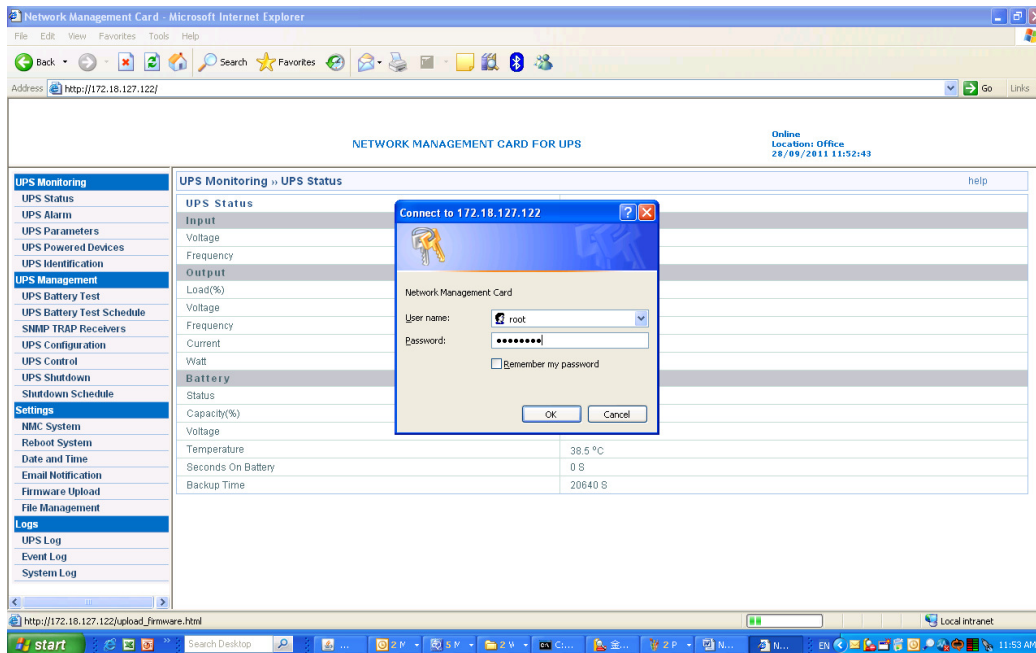 Network Management Card - Microsoft Internet Explorer
File Edit View Favorites Tools Help
Back Search Favorites
Address http://172.18.127.122/ Go Links
NETWORK MANAGEMENT CARD FOR UPS
Online
Location: Office
28/09/2011 11:52:43
UPS Monitoring
UPS Status
UPS Alarm
UPS Parameters
UPS Powered Devices
UPS Identification
UPS Management
UPS Battery Test
UPS Battery Test Schedule
SNMP TRAP Receivers
UPS Configuration
UPS Control
UPS Shutdown
Shutdown Schedule
Settings
NMC System
Reboot System
Date and Time
Email Notification
Firmware Upload
File Management
Logs
UPS Log
Event Log
System Log
UPS Monitoring » UPS Status help
UPS Status
Input
Voltage
Frequency
Output
Load(%)
Voltage
Frequency
Current
Watt
Battery
Status
Capacity(%)
Voltage
Temperature 38.5 °C
Seconds On Battery 0 S
Backup Time 20640 S
Connect to 172.18.127.122
Network Management Card
User name: root
Password: ●●●●●●●●
Remember my password
OK Cancel
http://172.18.127.122/upload_firmware.html Local intranet
start Search Desktop ... 2 M 5 M 2 W C:... 金... 2 P N... N... EN 11:53 AM